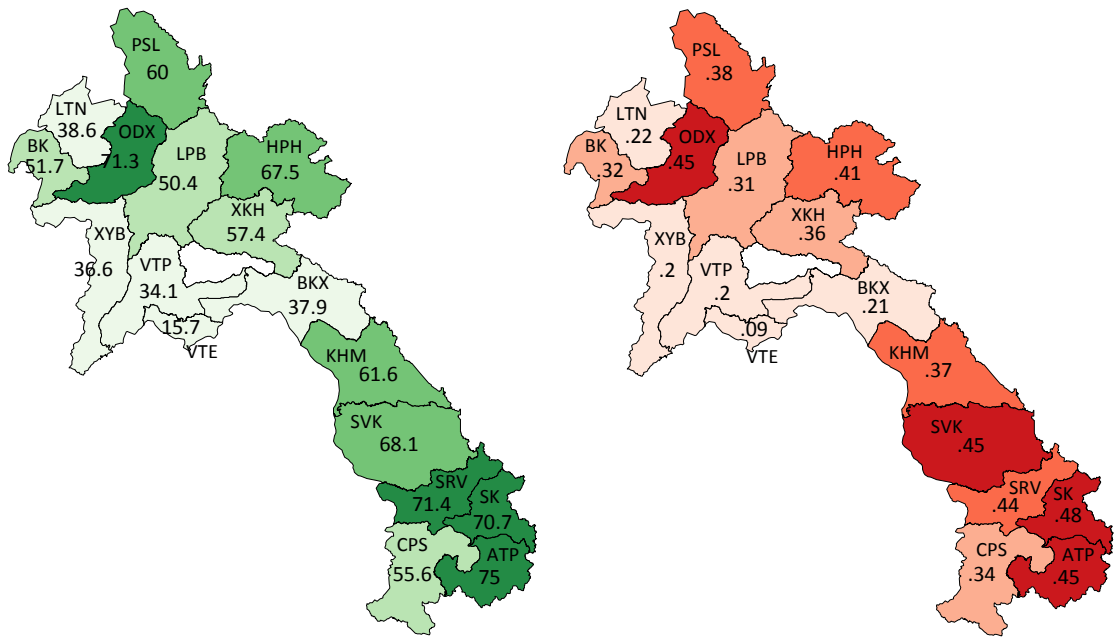 PSL
60
LTN
38.6
ODX
71.3
BK
51.7
LPB
50.4
HPH
67.5
XKH
57.4
XYB
36.6
VTP
34.1
BKX
37.9
15.7
VTE
KHM
61.6
SVK
68.1
SRV
71.4
SK
70.7
CPS
55.6
ATP
75
PSL
.38
LTN
.22
ODX
.45
BK
.32
LPB
.31
HPH
.41
XKH
.36
XYB
.2
VTP
.2
BKX
.21
.09
VTE
KHM
.37
SVK
.45
SRV
.44
SK
.48
CPS
.34
ATP
.45